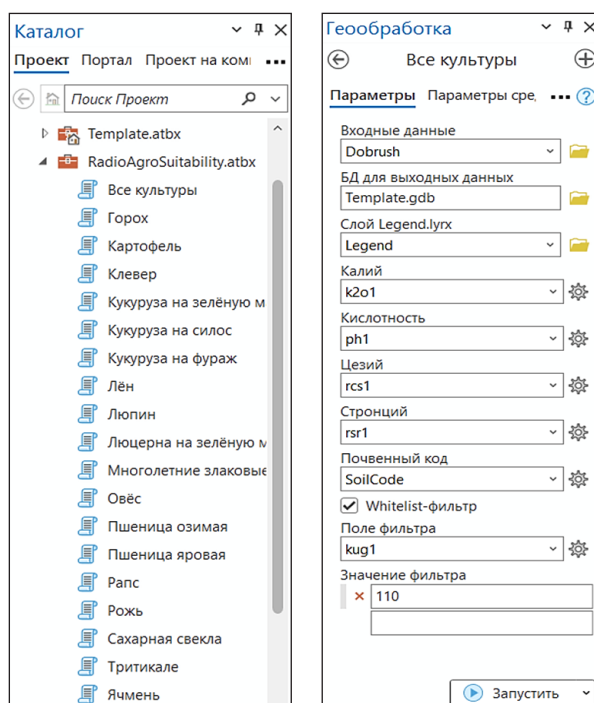 Каталог
Проект Портал Проект на ком
Поиск Проект
Template.atbx
RadioAgroSuitability.atbx
Все культуры
Горох
Картофель
Клевер
Кукуруза на зелёную м
Кукуруза на силос
Кукуруза на фураж
Лён
Люпин
Люцерна на зелёную м
Многолетние злаковые
Овёс
Пшеница озимая
Пшеница яровая
Рапс
Рожь
Сахарная свекла
Тритикале
Ячмень
Геообработка
Все культуры
Параметры Параметры сре
Входные данные
Dobrush
БД для выходных данных
Template.gdb
Слой Legend.lyrx
Legend
Калий
k2o1
Кислотность
ph1
Цезий
rcs1
Стронций
rsr1
Почвенный код
SoilCode
Whitelist-фильтр
Поле фильтра
kug1
Значение фильтра
110
Запустить